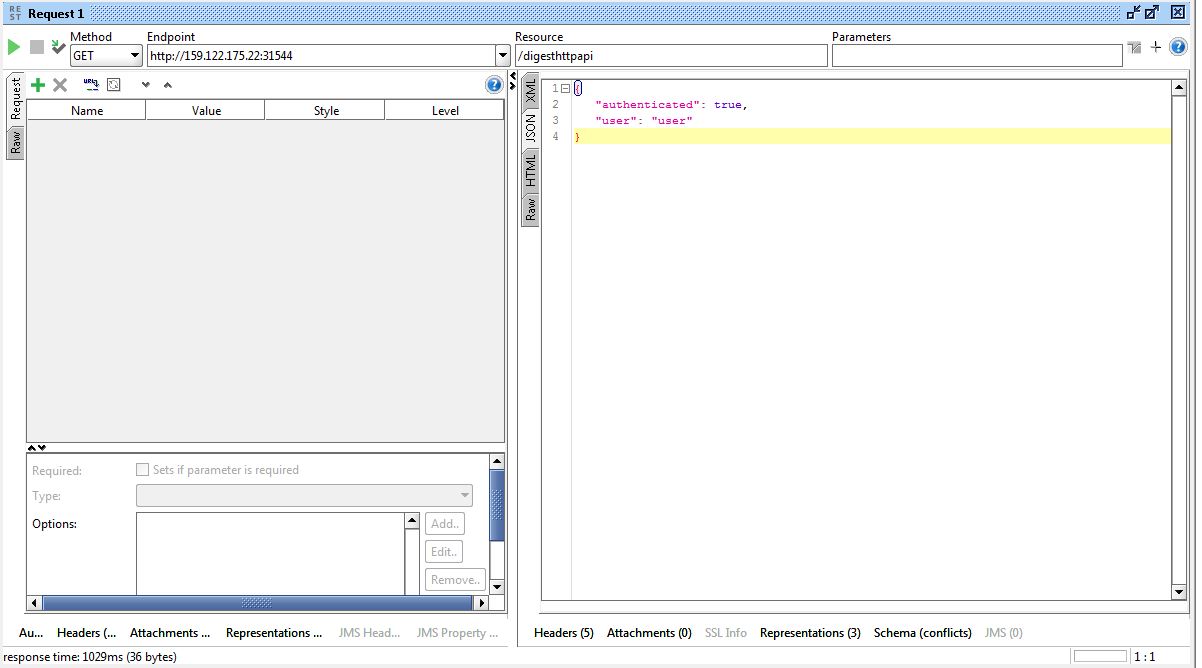 RE ST Request 1
Method Endpoint Resource Parameters
GET http://159.122.175.22:31544 /digesthttpapi
Request
Raw
Name Value Style Level
Required: Sets if parameter is required
Type:
Options: Add..
Edit..
Remove..
Au... Headers (... Attachments ... Representations ... JMS Head... JMS Property ...
XML
JSON
HTML
Raw
1 {
2 "authenticated": true,
3 "user": "user"
4 }
Headers (5) Attachments (0) SSL Info Representations (3) Schema (conflicts) JMS (0)
response time: 1029ms (36 bytes) 1 : 1